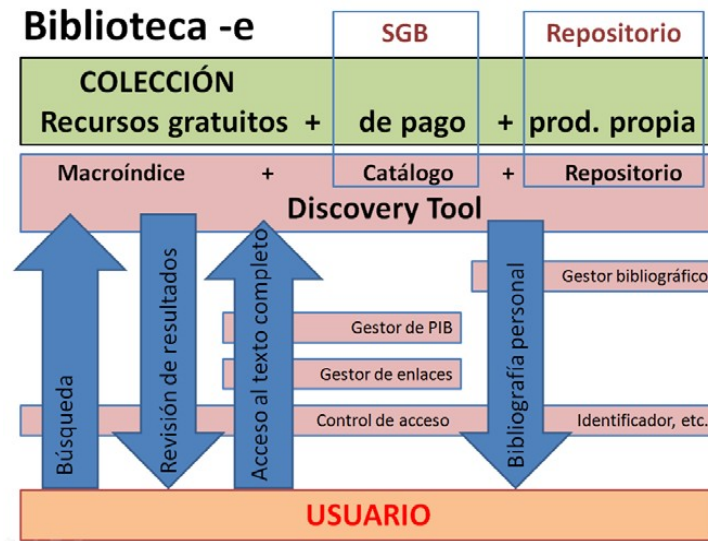 Biblioteca -e
SGB
Repositorio
COLECCIÓN
Recursos gratuitos + de pago + prod. propia
Macroíndice + Catálogo + Repositorio
Discovery Tool
Búsqueda
Revisión de resultados
Acceso al texto completo
Bibliografía personal
Gestor bibliográfico
Gestor de PIB
Gestor de enlaces
Control de acceso
Identificador, etc.
USUARIO